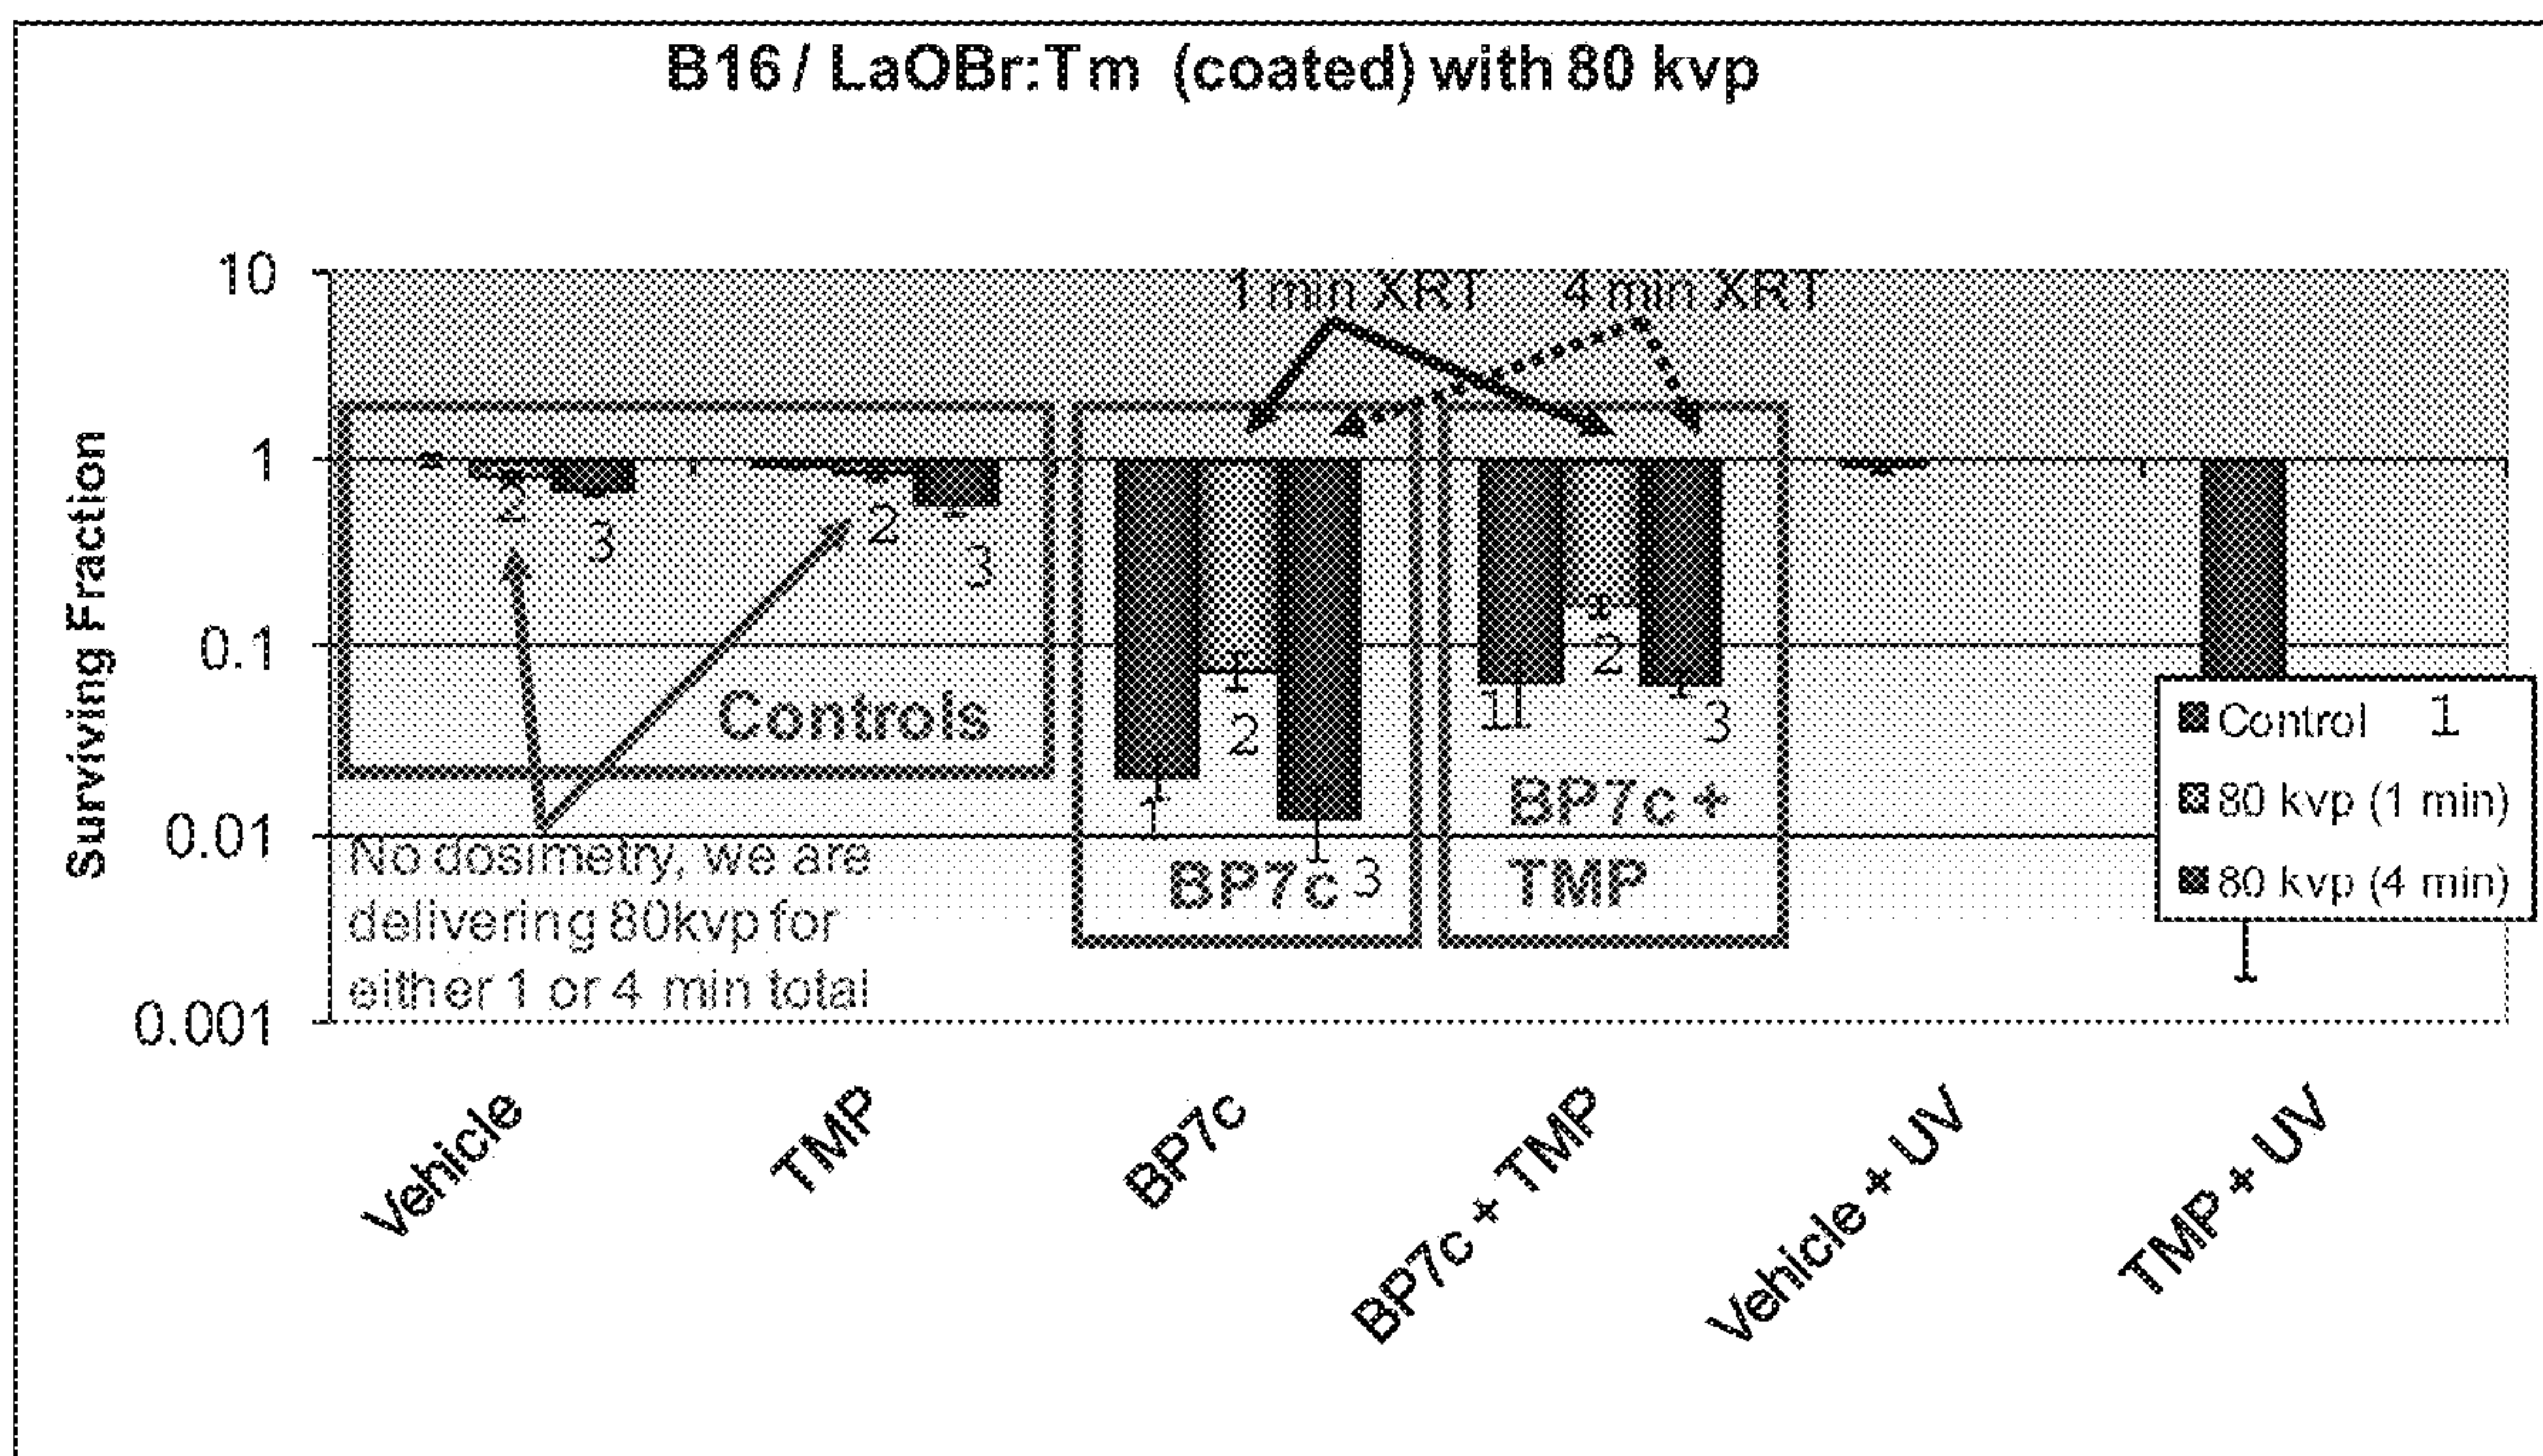 B16 / LaOBr:Tm (coated) with 80 kvp
Surviving Fraction
10
1
0.1
0.01
0.001
1 min XRT
4 min XRT
2
3
2
3
Controls
No dosimetry, we are
delivering 80kvp for
either 1 or 4 min total
1
2
3
BP7c
1
2
3
BP7c +
TMP
Control 1
80 kvp (1 min)
80 kvp (4 min)
Vehicle
TMP
BP7c
BP7c + TMP
Vehicle + UV
TMP + UV